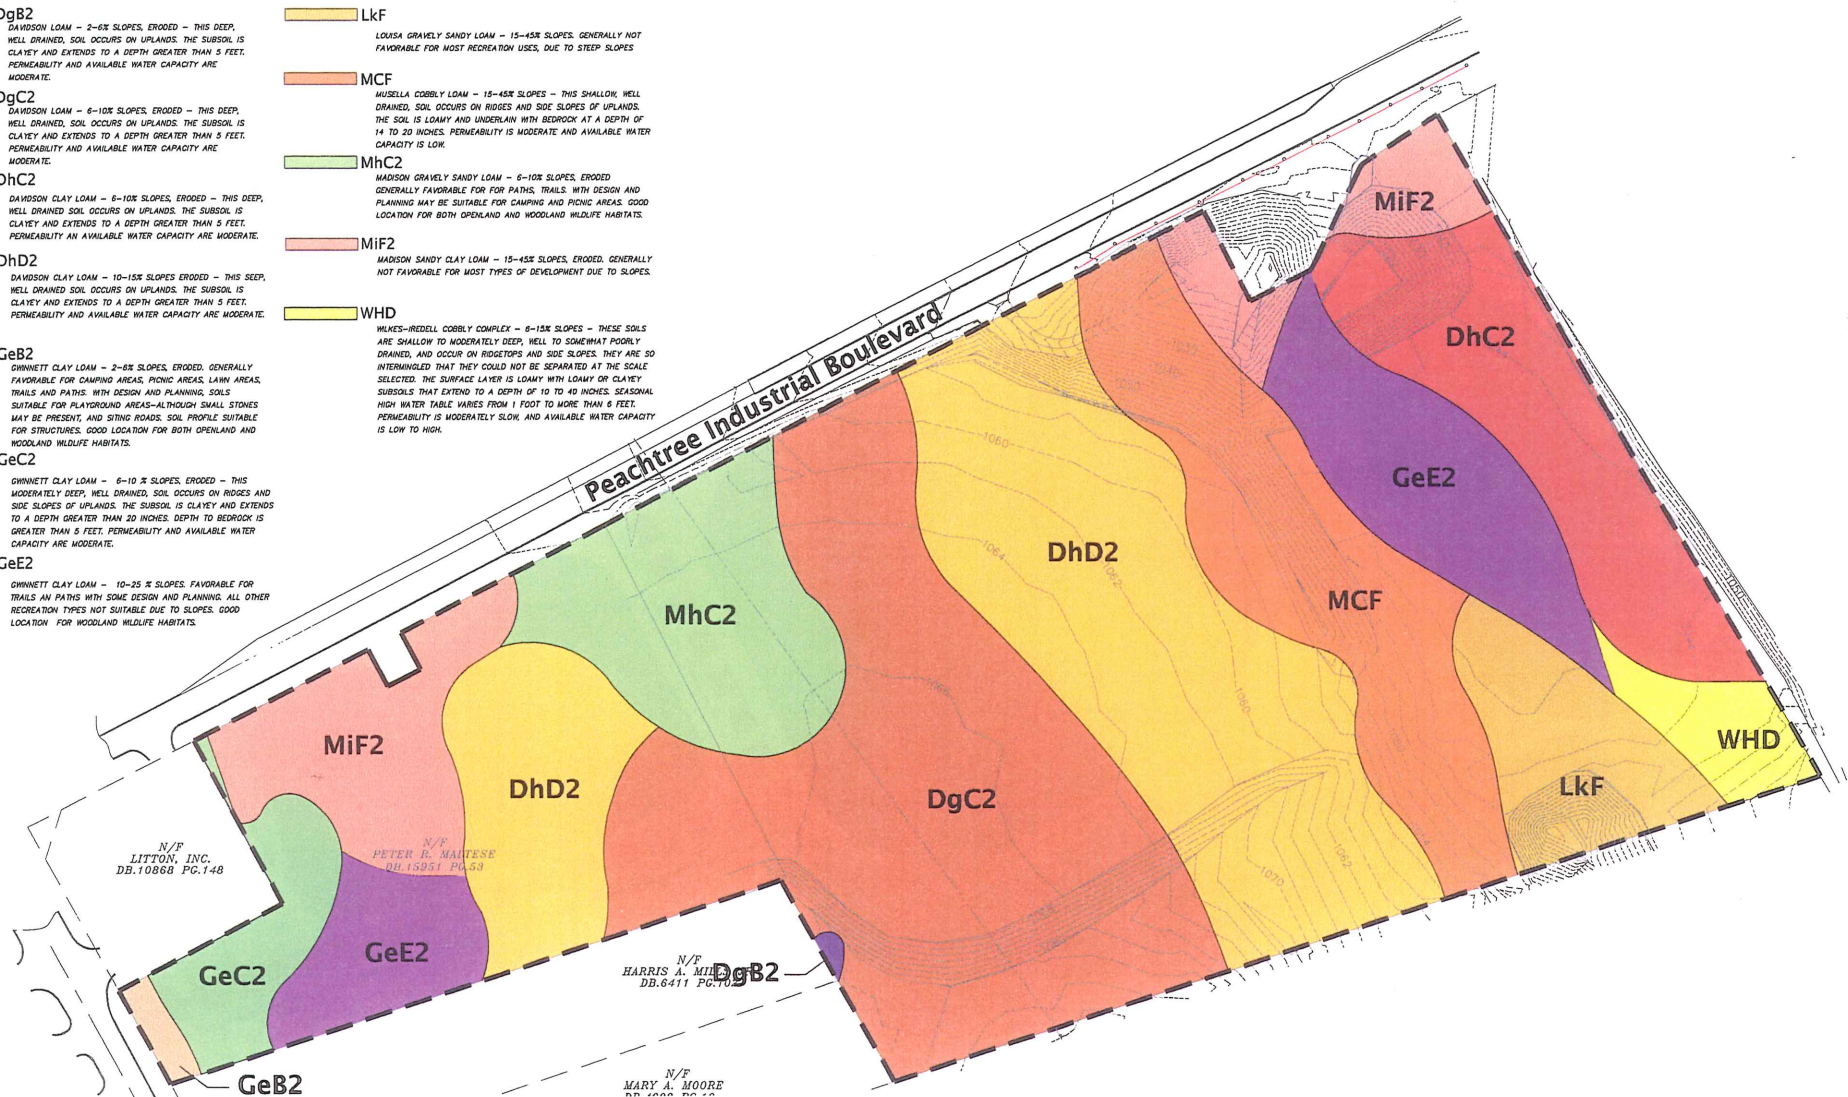 DgB2
DAVIDSON LOAM – 2–6% SLOPES, ERODED – THIS DEEP,
WELL DRAINED, SOIL OCCURS ON UPLANDS. THE SUBSOIL IS
CLAYEY AND EXTENDS TO A DEPTH GREATER THAN 5 FEET.
PERMEABILITY AND AVAILABLE WATER CAPACITY ARE
MODERATE.
DgC2
DAVIDSON LOAM – 6–10% SLOPES, ERODED – THIS DEEP,
WELL DRAINED, SOIL OCCURS ON UPLANDS. THE SUBSOIL IS
CLAYEY AND EXTENDS TO A DEPTH GREATER THAN 5 FEET.
PERMEABILITY AND AVAILABLE WATER CAPACITY ARE
MODERATE.
DhC2
DAVIDSON CLAY LOAM – 6–10% SLOPES, ERODED – THIS DEEP,
WELL DRAINED SOIL OCCURS ON UPLANDS. THE SUBSOIL IS
CLAYEY AND EXTENDS TO A DEPTH GREATER THAN 5 FEET.
PERMEABILITY AN AVAILABLE WATER CAPACITY ARE MODERATE.
DhD2
DAVIDSON CLAY LOAM – 10–15% SLOPES ERODED – THIS SEEP,
WELL DRAINED SOIL OCCURS ON UPLANDS. THE SUBSOIL IS
CLAYEY AND EXTENDS TO A DEPTH GREATER THAN 5 FEET.
PERMEABILITY AND AVAILABLE WATER CAPACITY ARE MODERATE.
GeB2
GWINNETT CLAY LOAM – 2–6% SLOPES, ERODED. GENERALLY
FAVORABLE FOR CAMPING AREAS, PICNIC AREAS, LAWN AREAS,
TRAILS AND PATHS. WITH DESIGN AND PLANNING, SOILS
SUITABLE FOR PLAYGROUND AREAS–ALTHOUGH SMALL STONES
MAY BE PRESENT, AND SITING ROADS. SOIL PROFILE SUITABLE
FOR STRUCTURES. GOOD LOCATION FOR BOTH OPENLAND AND
WOODLAND WILDLIFE HABITATS.
GeC2
GWINNETT CLAY LOAM – 6–10 % SLOPES, ERODED – THIS
MODERATELY DEEP, WELL DRAINED, SOIL OCCURS ON RIDGES AND
SIDE SLOPES OF UPLANDS. THE SUBSOIL IS CLAYEY AND EXTENDS
TO A DEPTH GREATER THAN 20 INCHES. DEPTH TO BEDROCK IS
GREATER THAN 5 FEET. PERMEABILITY AND AVAILABLE WATER
CAPACITY ARE MODERATE.
GeE2
GWINNETT CLAY LOAM – 10–25 % SLOPES. FAVORABLE FOR
TRAILS AN PATHS WITH SOME DESIGN AND PLANNING. ALL OTHER
RECREATION TYPES NOT SUITABLE DUE TO SLOPES. GOOD
LOCATION FOR WOODLAND WILDLIFE HABITATS.
LkF
LOUISA GRAVELY SANDY LOAM – 15–45% SLOPES. GENERALLY NOT
FAVORABLE FOR MOST RECREATION USES, DUE TO STEEP SLOPES
MCF
MUSELLA COBBLY LOAM – 15–45% SLOPES – THIS SHALLOW, WELL
DRAINED, SOIL OCCURS ON RIDGES AND SIDE SLOPES OF UPLANDS.
THE SOIL IS LOAMY AND UNDERLAIN WITH BEDROCK AT A DEPTH OF
14 TO 20 INCHES. PERMEABILITY IS MODERATE AND AVAILABLE WATER
CAPACITY IS LOW.
MhC2
MADISON GRAVELY SANDY LOAM – 6–10% SLOPES, ERODED
GENERALLY FAVORABLE FOR FOR PATHS, TRAILS. WITH DESIGN AND
PLANNING MAY BE SUITABLE FOR CAMPING AND PICNIC AREAS. GOOD
LOCATION FOR BOTH OPENLAND AND WOODLAND WILDLIFE HABITATS.
MiF2
MADISON SANDY CLAY LOAM – 15–45% SLOPES, ERODED. GENERALLY
NOT FAVORABLE FOR MOST TYPES OF DEVELOPMENT DUE TO SLOPES.
WHD
WILKES–IREDELL COBBLY COMPLEX – 6–15% SLOPES – THESE SOILS
ARE SHALLOW TO MODERATELY DEEP, WELL TO SOMEWHAT POORLY
DRAINED, AND OCCUR ON RIDGETOPS AND SIDE SLOPES. THEY ARE SO
INTERMINGLED THAT THEY COULD NOT BE SEPARATED AT THE SCALE
SELECTED. THE SURFACE LAYER IS LOAMY WITH LOAMY OR CLAYEY
SUBSOILS THAT EXTEND TO A DEPTH OF 10 TO 40 INCHES. SEASONAL
HIGH WATER TABLE VARIES FROM 1 FOOT TO MORE THAN 6 FEET.
PERMEABILITY IS MODERATELY SLOW, AND AVAILABLE WATER CAPACITY
IS LOW TO HIGH.
Peachtree Industrial Boulevard
MiF2
DhC2
GeE2
1060
1064
1062
DhD2
MCF
MhC2
1050
1060
WHD
MiF2
DhD2
DgC2
LkF
N/F
LITTON, INC.
DB.10868 PG.148
N/F
PETER R. MALTESE
DB.15951 PG.53
1062
1070
GeC2
GeE2
N/F
HARRIS A.
DB.6411
DgB2
GeB2
N/F
MARY A. MOORE